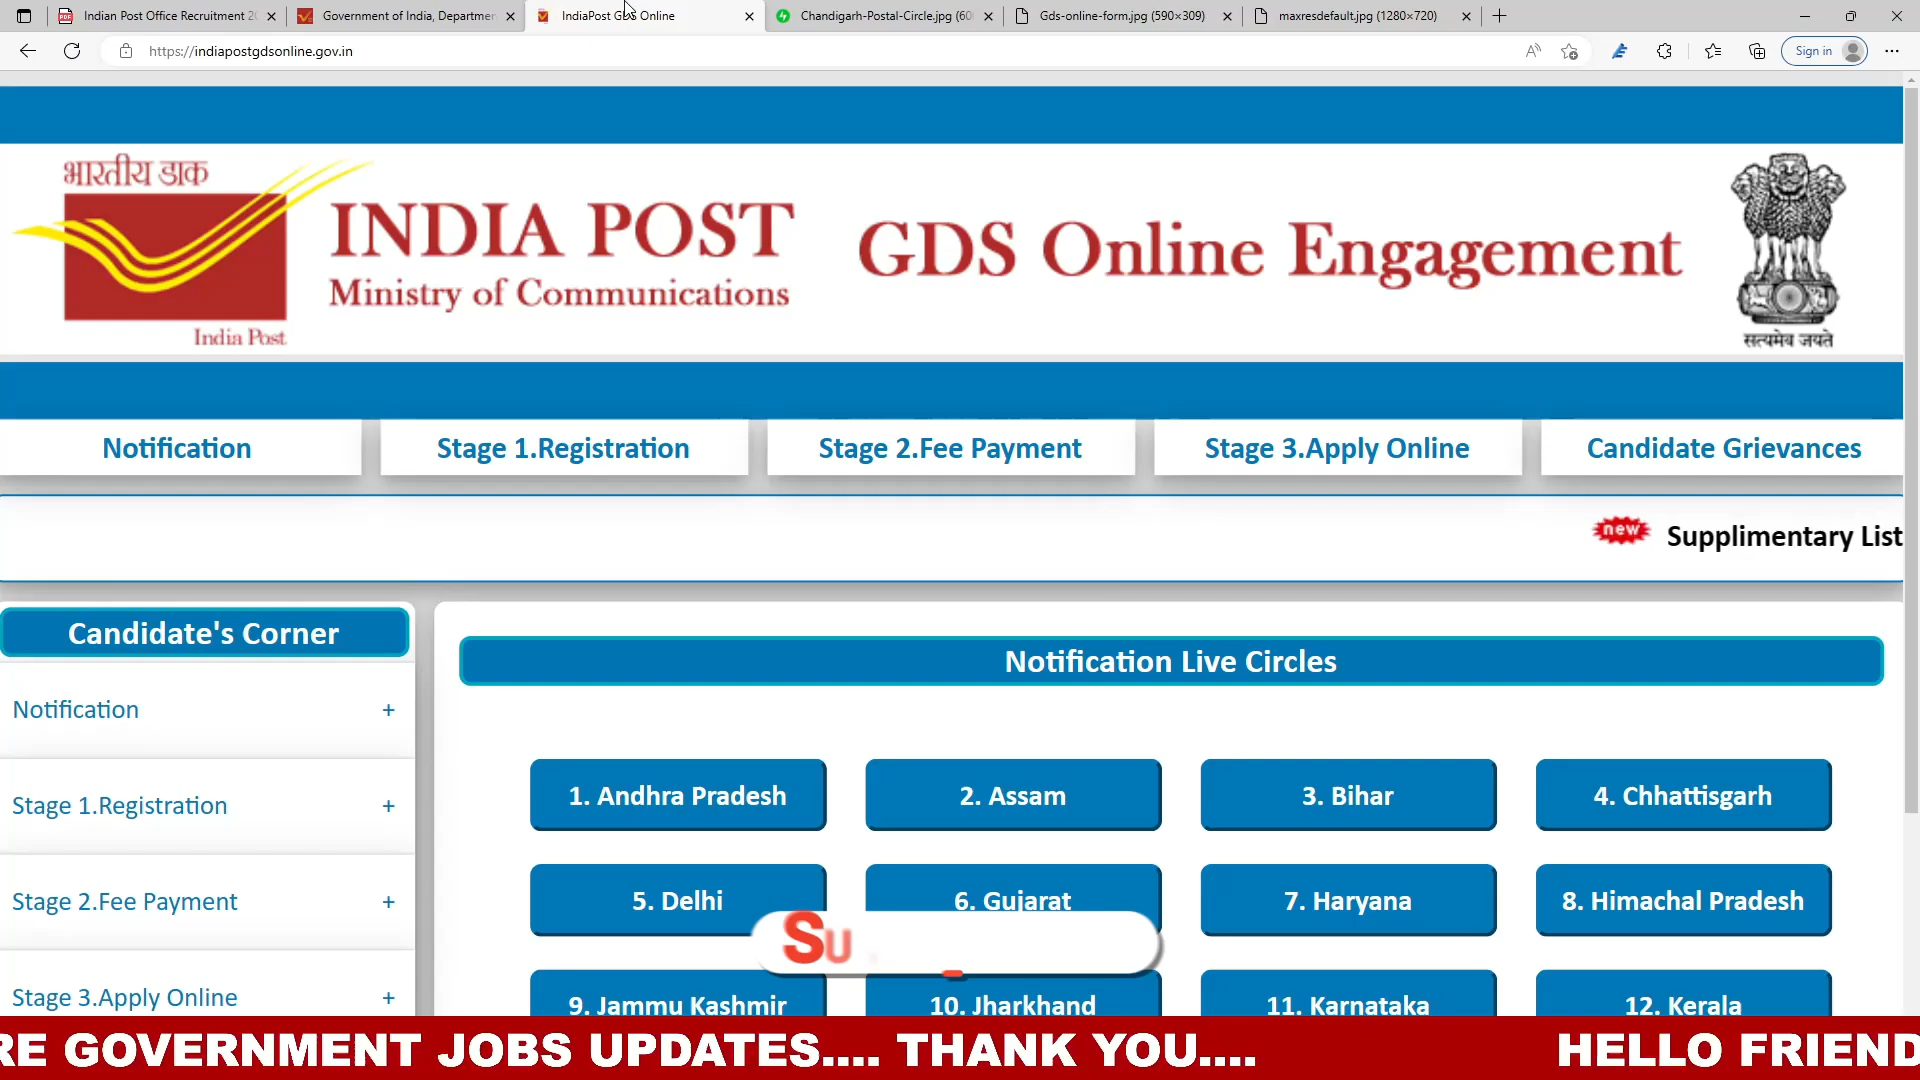 Indian Post Office Recruitment 20
Government of India, Departmen
IndiaPost Online
Chandigarh-Postal-Circle.jpg (60
Gds-online-form.jpg (590×309)
maxresdefault.jpg (1280×720)
https://indiapostgdsonline.gov.in
Sign in
भारतीय डाक
India Post
INDIA POST
Ministry of Communications
GDS Online Engagement
सत्यमेव जयते
Notification
Stage 1.Registration
Stage 2.Fee Payment
Stage 3.Apply Online
Candidate Grievances
new Supplimentary List
Candidate's Corner
Notification +
Stage 1.Registration +
Stage 2.Fee Payment +
Stage 3.Apply Online +
Notification Live Circles
1. Andhra Pradesh
2. Assam
3. Bihar
4. Chhattisgarh
5. Delhi
6. Gujarat
7. Haryana
8. Himachal Pradesh
Su
9. Jammu Kashmir
10. Jharkhand
11. Karnataka
12. Kerala
RE GOVERNMENT JOBS UPDATES.... THANK YOU.... HELLO FRIEND